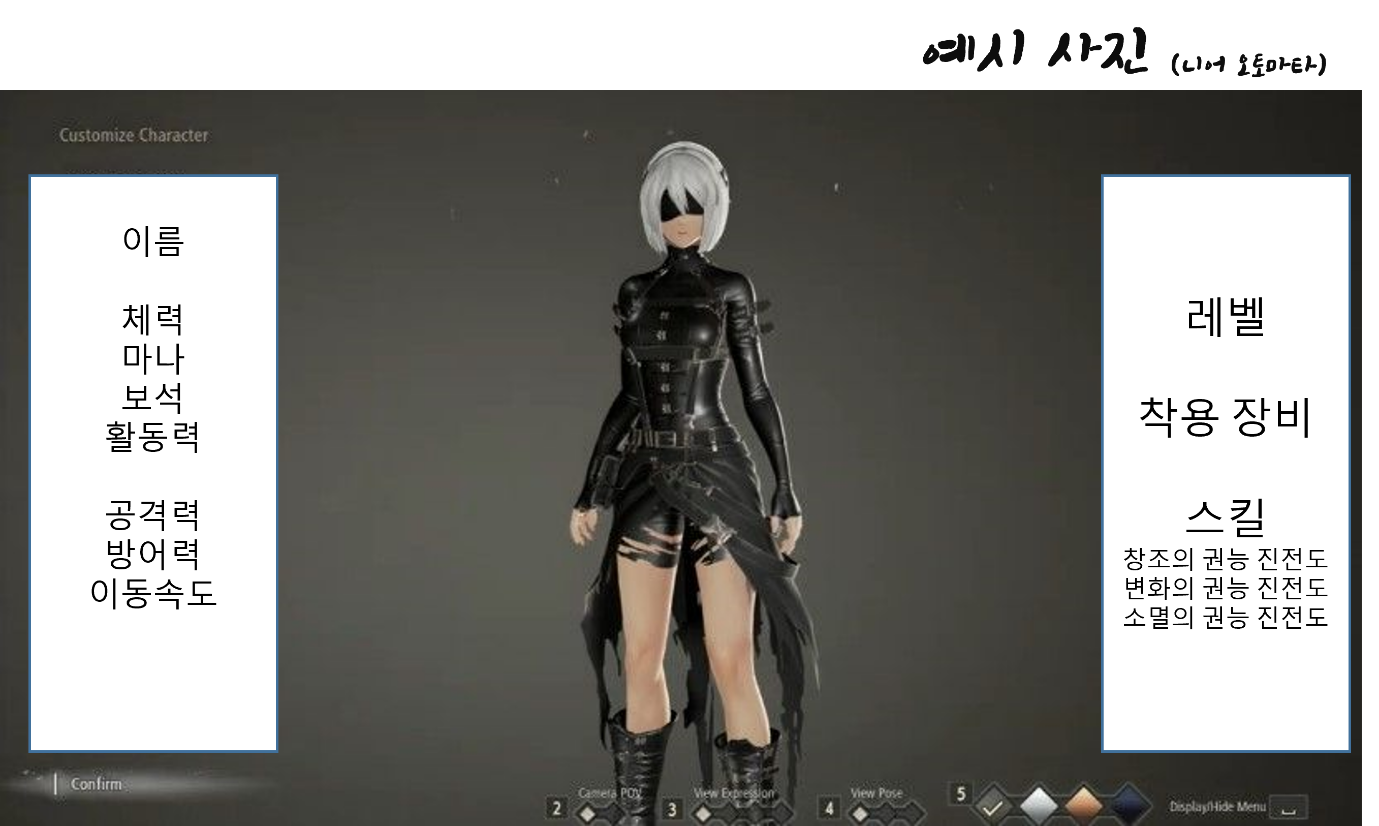 예시 사진 (니어 오토마타)
Customize Character
이름
체력
마나
보석
활동력
공격력
방어력
이동속도
레벨
착용 장비
스킬
창조의 권능 진전도
변화의 권능 진전도
소멸의 권능 진전도
Confirm
2 Camera POV
3 View Expression
4 View Pose
5
Display/Hide Menu